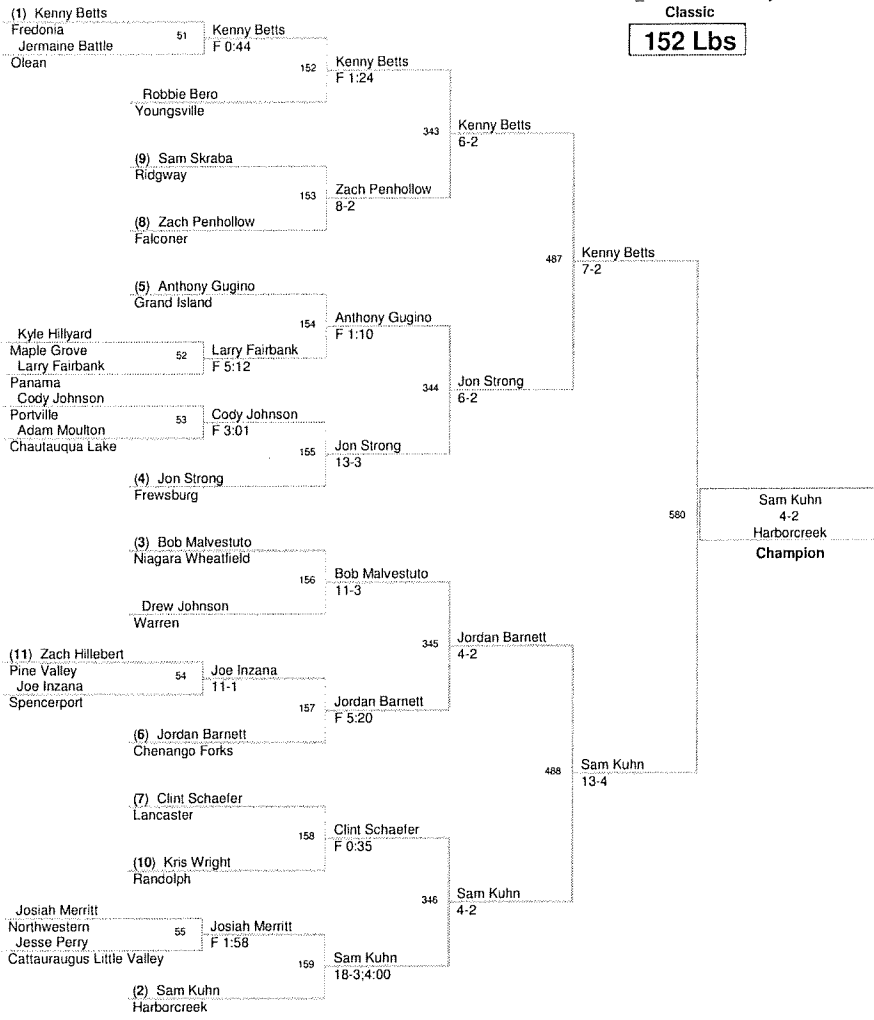 Classic
152 Lbs
(1) Kenny Betts
Fredonia
51
Jermaine Battle
Olean
Kenny Betts
F 0:44
152
Robbie Bero
Youngsville
Kenny Betts
F 1:24
343
(9) Sam Skraba
Ridgway
153
(8) Zach Penhollow
Falconer
Zach Penhollow
8-2
Kenny Betts
6-2
487
(5) Anthony Gugino
Grand Island
154
Kyle Hillyard
Maple Grove
52
Larry Fairbank
Panama
Larry Fairbank
F 5:12
Anthony Gugino
F 1:10
344
Cody Johnson
Portville
53
Adam Moulton
Chautauqua Lake
Cody Johnson
F 3:01
155
(4) Jon Strong
Frewsburg
Jon Strong
13-3
Jon Strong
6-2
Kenny Betts
7-2
580
Sam Kuhn
4-2
Harborcreek
Champion
(3) Bob Malvestuto
Niagara Wheatfield
156
Drew Johnson
Warren
Bob Malvestuto
11-3
345
(11) Zach Hillebert
Pine Valley
54
Joe Inzana
Spencerport
Joe Inzana
11-1
157
(6) Jordan Barnett
Chenango Forks
Jordan Barnett
F 5:20
Jordan Barnett
4-2
488
Sam Kuhn
13-4
(7) Clint Schaefer
Lancaster
158
(10) Kris Wright
Randolph
Clint Schaefer
F 0:35
346
Sam Kuhn
4-2
Josiah Merritt
Northwestern
55
Jesse Perry
Cattauraugus Little Valley
Josiah Merritt
F 1:58
159
(2) Sam Kuhn
Harborcreek
Sam Kuhn
18-3;4:00